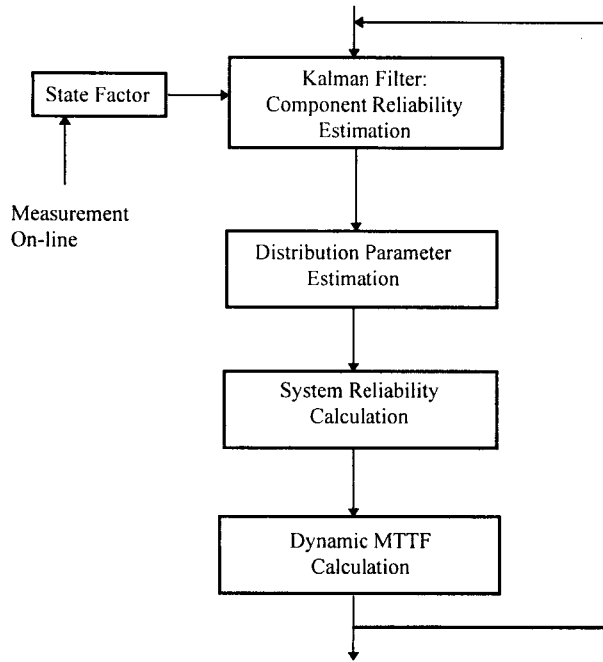 Kalman Filter:
Component Reliability
Estimation
State Factor
Measurement
On-line
Distribution Parameter
Estimation
System Reliability
Calculation
Dynamic MTTF
Calculation